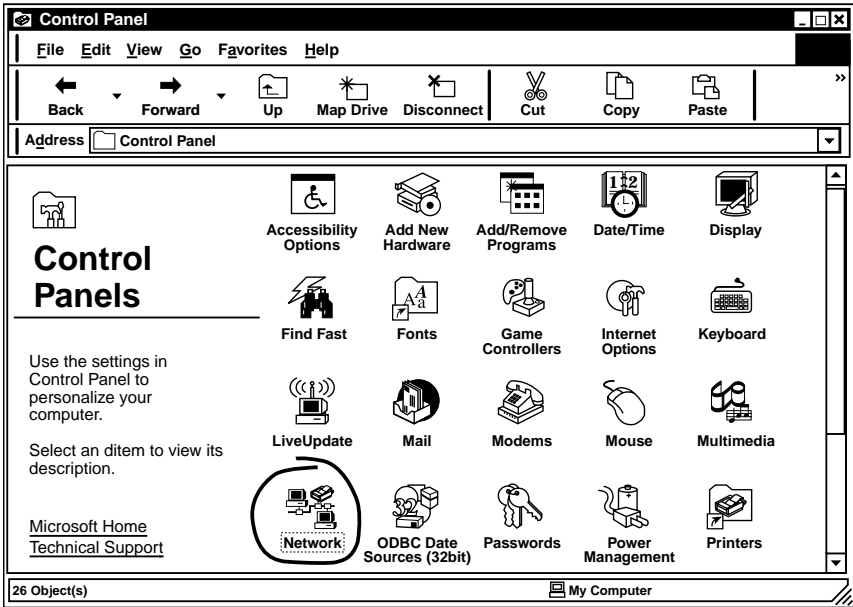 Control Panel
File Edit View Go Favorites Help
Back Forward Up Map Drive Disconnect Cut Copy Paste »
Address Control Panel
Control
Panels
Use the settings in
Control Panel to
personalize your
computer.
Select an ditem to view its
description.
Microsoft Home
Technical Support
Accessibility
Options
Add New
Hardware
Add/Remove
Programs
12
Date/Time
Display
Find Fast
A A a
Fonts
Game
Controllers
Internet
Options
Keyboard
LiveUpdate
Mail
Modems
Mouse
Multimedia
Network
32
ODBC Date
Sources (32bit)
Passwords
Power
Management
Printers
26 Object(s) My Computer